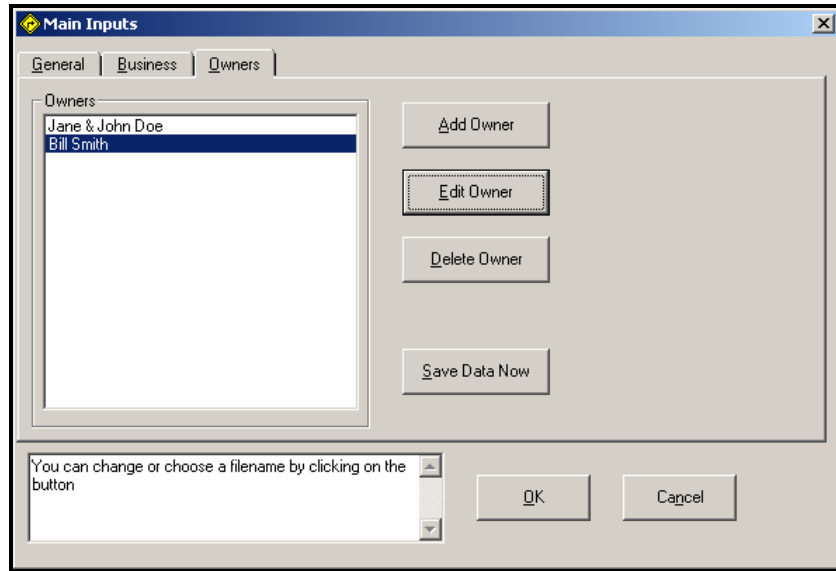 Main Inputs
General
Business
Owners
Owners
Jane & John Doe
Bill Smith
Add Owner
Edit Owner
Delete Owner
Save Data Now
You can change or choose a filename by clicking on the
button
OK
Cancel